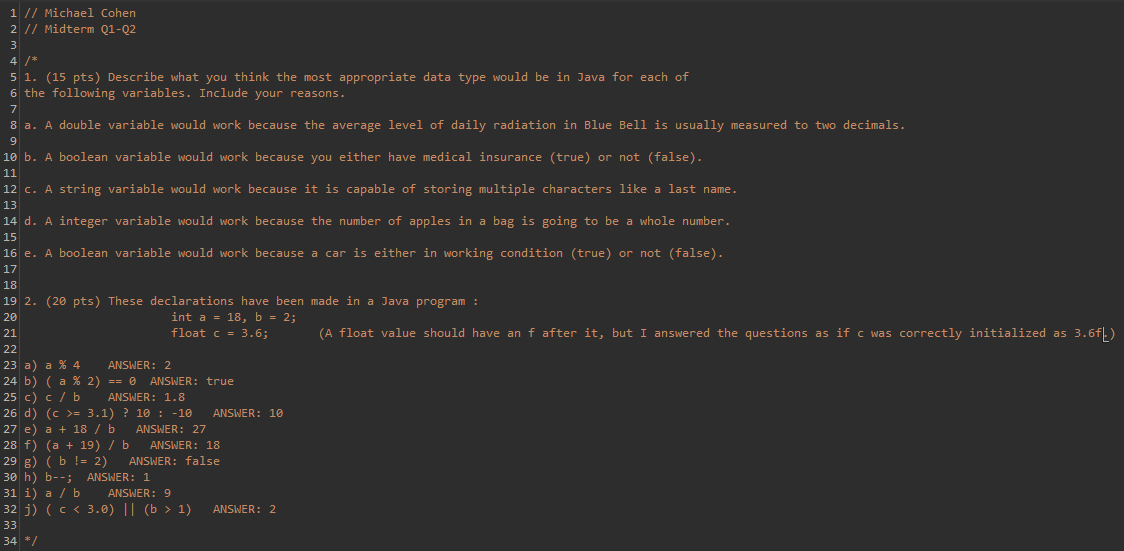 1 // Michael Cohen
2 // Midterm Q1-Q2
3
4 /*
5 1. (15 pts) Describe what you think the most appropriate data type would be in Java for each of
6 the following variables. Include your reasons.
7
8 a. A double variable would work because the average level of daily radiation in Blue Bell is usually measured to two decimals.
9
10 b. A boolean variable would work because you either have medical insurance (true) or not (false).
11
12 c. A string variable would work because it is capable of storing multiple characters like a last name.
13
14 d. A integer variable would work because the number of apples in a bag is going to be a whole number.
15
16 e. A boolean variable would work because a car is either in working condition (true) or not (false).
17
18
19 2. (20 pts) These declarations have been made in a Java program :
20 int a = 18, b = 2;
21 float c = 3.6; (A float value should have an f after it, but I answered the questions as if c was correctly initialized as 3.6f.)
22
23 a) a % 4 ANSWER: 2
24 b) ( a % 2) == 0 ANSWER: true
25 c) c / b ANSWER: 1.8
26 d) (c >= 3.1) ? 10 : -10 ANSWER: 10
27 e) a + 18 / b ANSWER: 27
28 f) (a + 19) / b ANSWER: 18
29 g) ( b != 2) ANSWER: false
30 h) b--; ANSWER: 1
31 i) a / b ANSWER: 9
32 j) ( c < 3.0) || (b > 1) ANSWER: 2
33
34 */